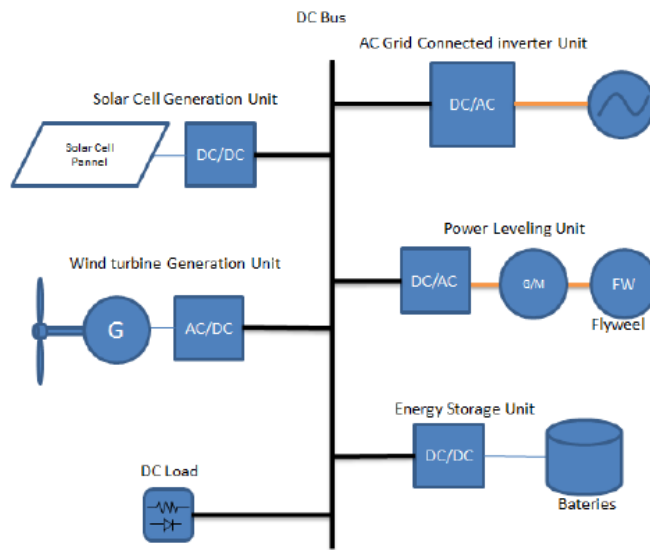 DC Bus
AC Grid Connected inverter Unit
DC/AC
Solar Cell Generation Unit
Solar Cell
Pannel
DC/DC
Power Leveling Unit
DC/AC
G/M
FW
Flyweel
Wind turbine Generation Unit
G
AC/DC
Energy Storage Unit
DC/DC
Bateries
DC Load